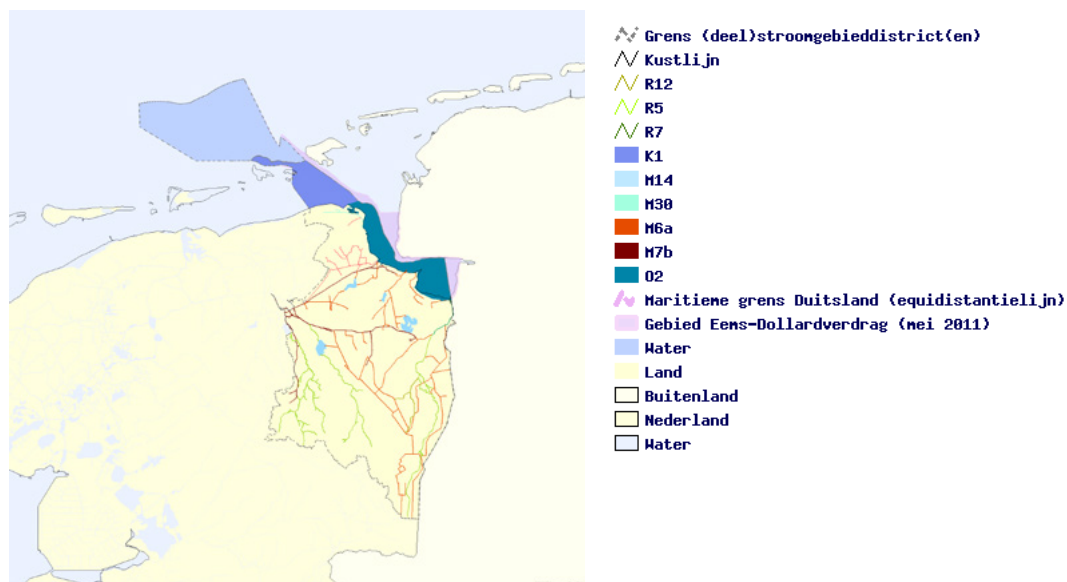 Grens (deel)stroomgebieddistrict(en)
Kustlijn
R12
R5
R7
K1
M14
M30
M6a
M7b
O2
Maritieme grens Duitsland (equidistantielijn)
Gebied Eems-Dollardverdrag (mei 2011)
Water
Land
Buitenland
Nederland
Water